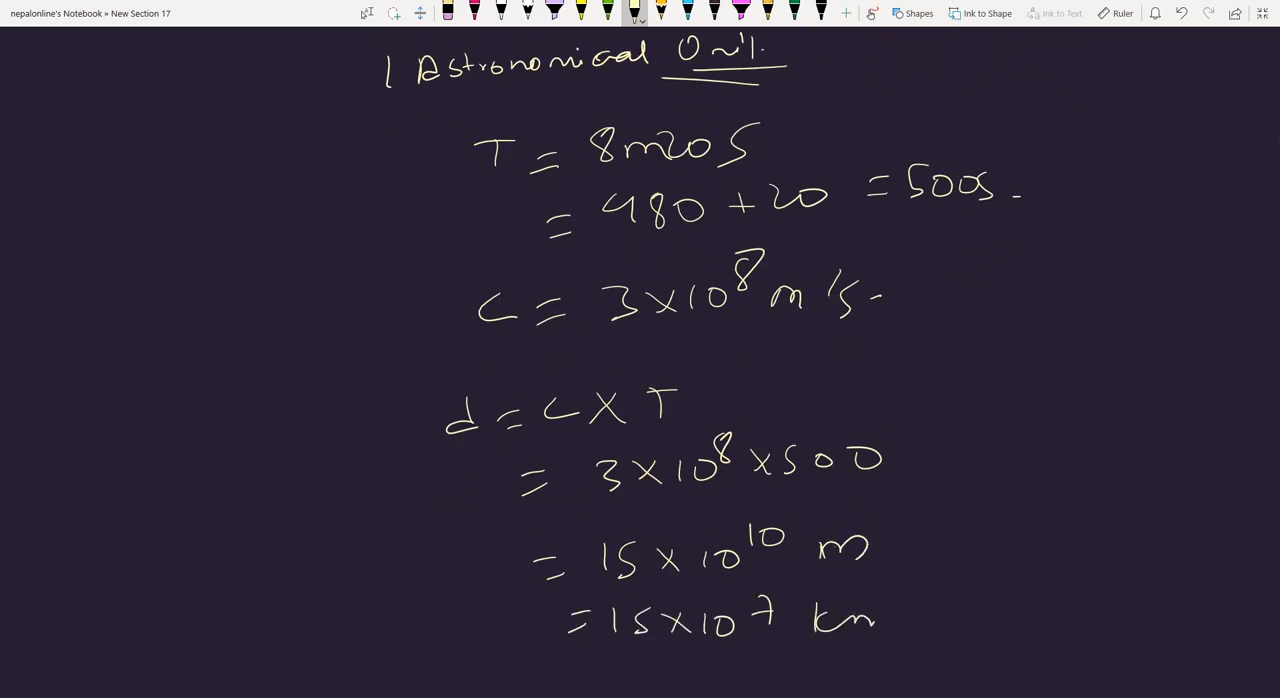 nepalonline's Notebook » New Section 17
Shapes Ink to Shape Ink to Text Ruler
1 Astronomical Unit.
T = 8m20S
= 480 + 20 = 500s.
C = 3×10⁸ m/s.
d = C X T
= 3×10⁸ × 500
= 15×10¹⁰ m
= 15×10⁷ km